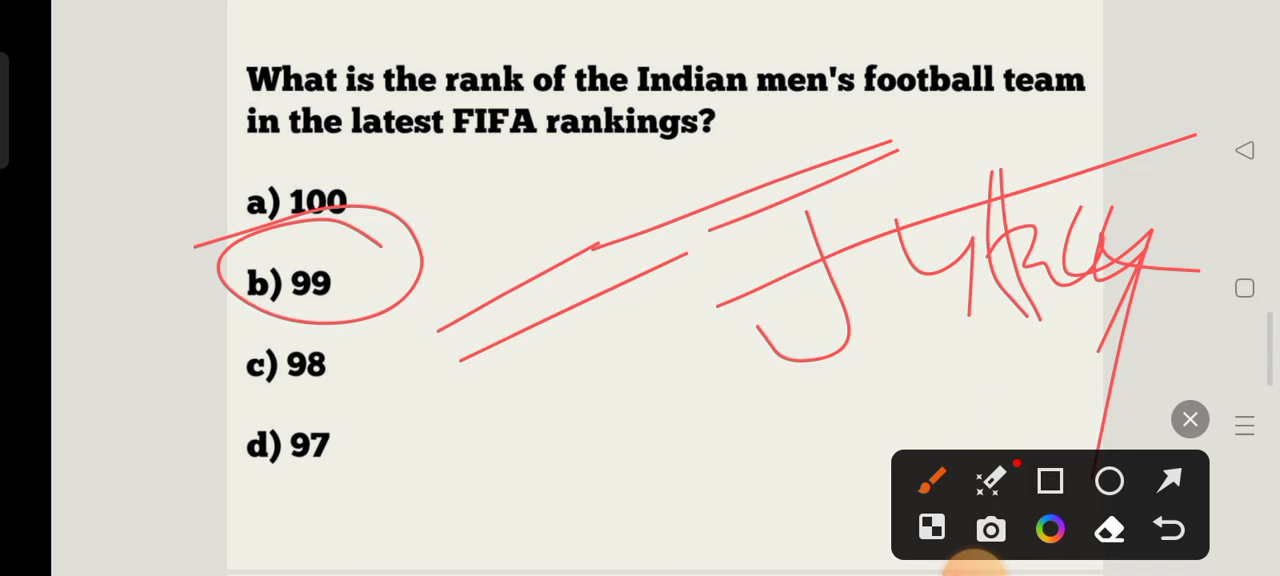 What is the rank of the Indian men's football team
in the latest FIFA rankings?
a) 100
b) 99
c) 98
d) 97